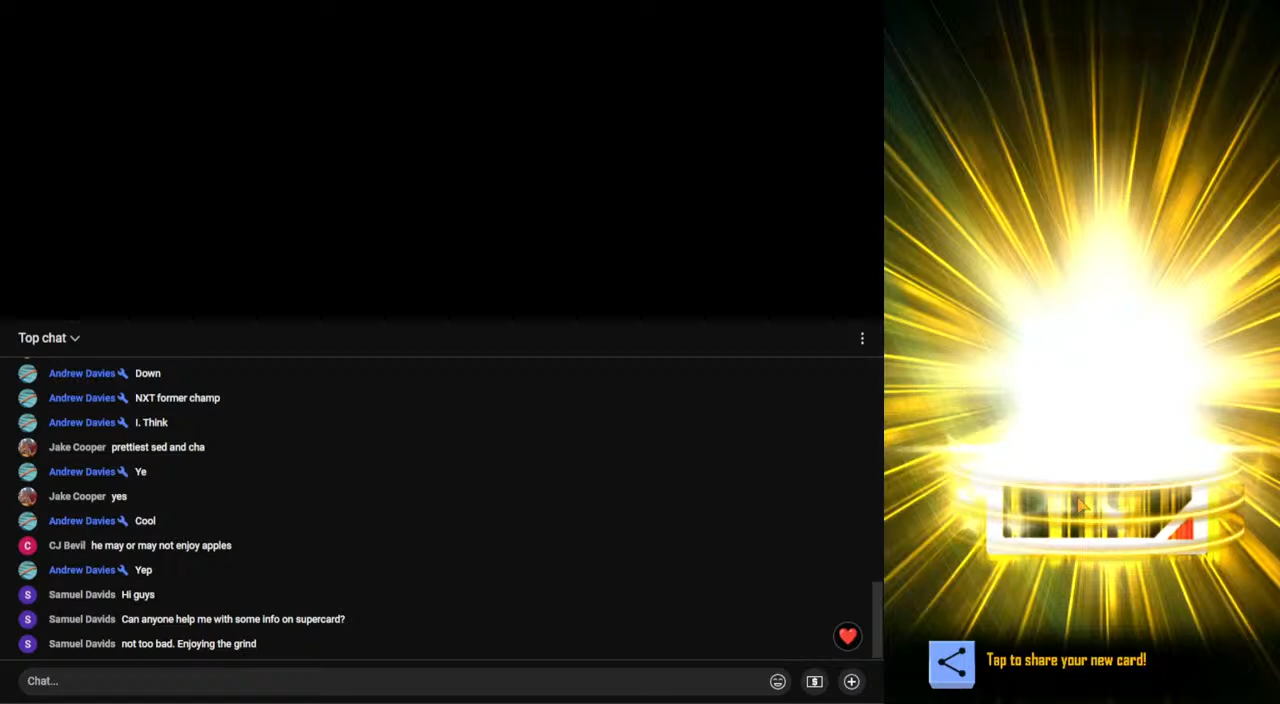 Top chat
Andrew Davies Down
Andrew Davies NXT former champ
Andrew Davies I. Think
Jake Cooper prettiest sed and cha
Andrew Davies Ye
Jake Cooper yes
Andrew Davies Cool
C CJ Bevil he may or may not enjoy apples
Andrew Davies Yep
S Samuel Davids Hi guys
S Samuel Davids Can anyone help me with some info on supercard?
S Samuel Davids not too bad. Enjoying the grind
Chat...
Tap to share your new card!